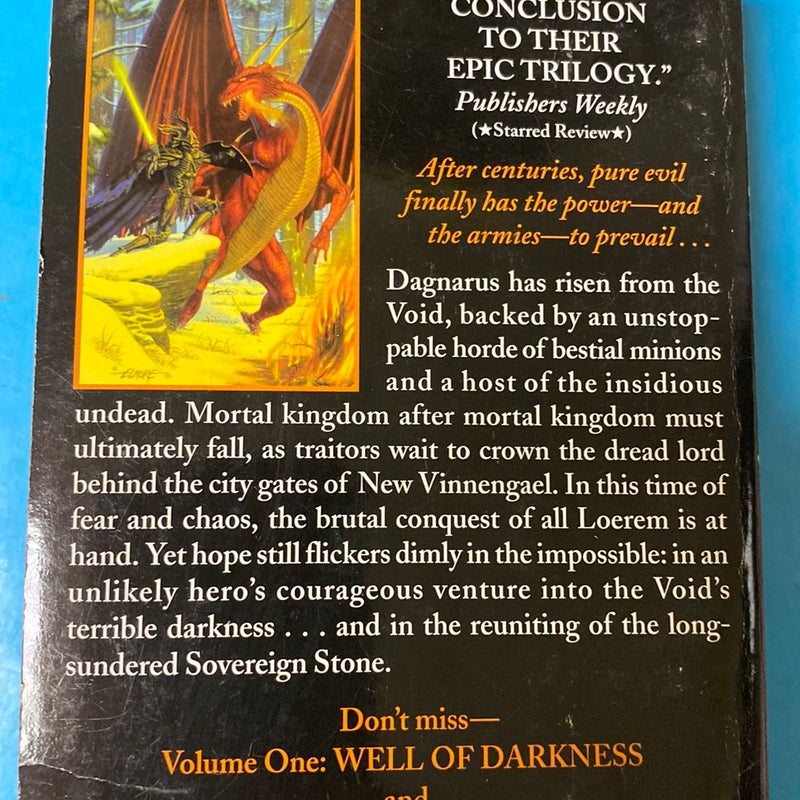 CONCLUSION
TO THEIR
EPIC TRILOGY."
Publishers Weekly
(★Starred Review★)
After centuries, pure evil
finally has the power—and
the armies—to prevail . . .
Dagnarus has risen from the
Void, backed by an unstop-
pable horde of bestial minions
and a host of the insidious
undead. Mortal kingdom after mortal kingdom must
ultimately fall, as traitors wait to crown the dread lord
behind the city gates of New Vinnengael. In this time of
fear and chaos, the brutal conquest of all Loerem is at
hand. Yet hope still flickers dimly in the impossible: in an
unlikely hero's courageous venture into the Void's
terrible darkness . . . and in the reuniting of the long-
sundered Sovereign Stone.
ELMORE
Don't miss—
Volume One: WELL OF DARKNESS
and